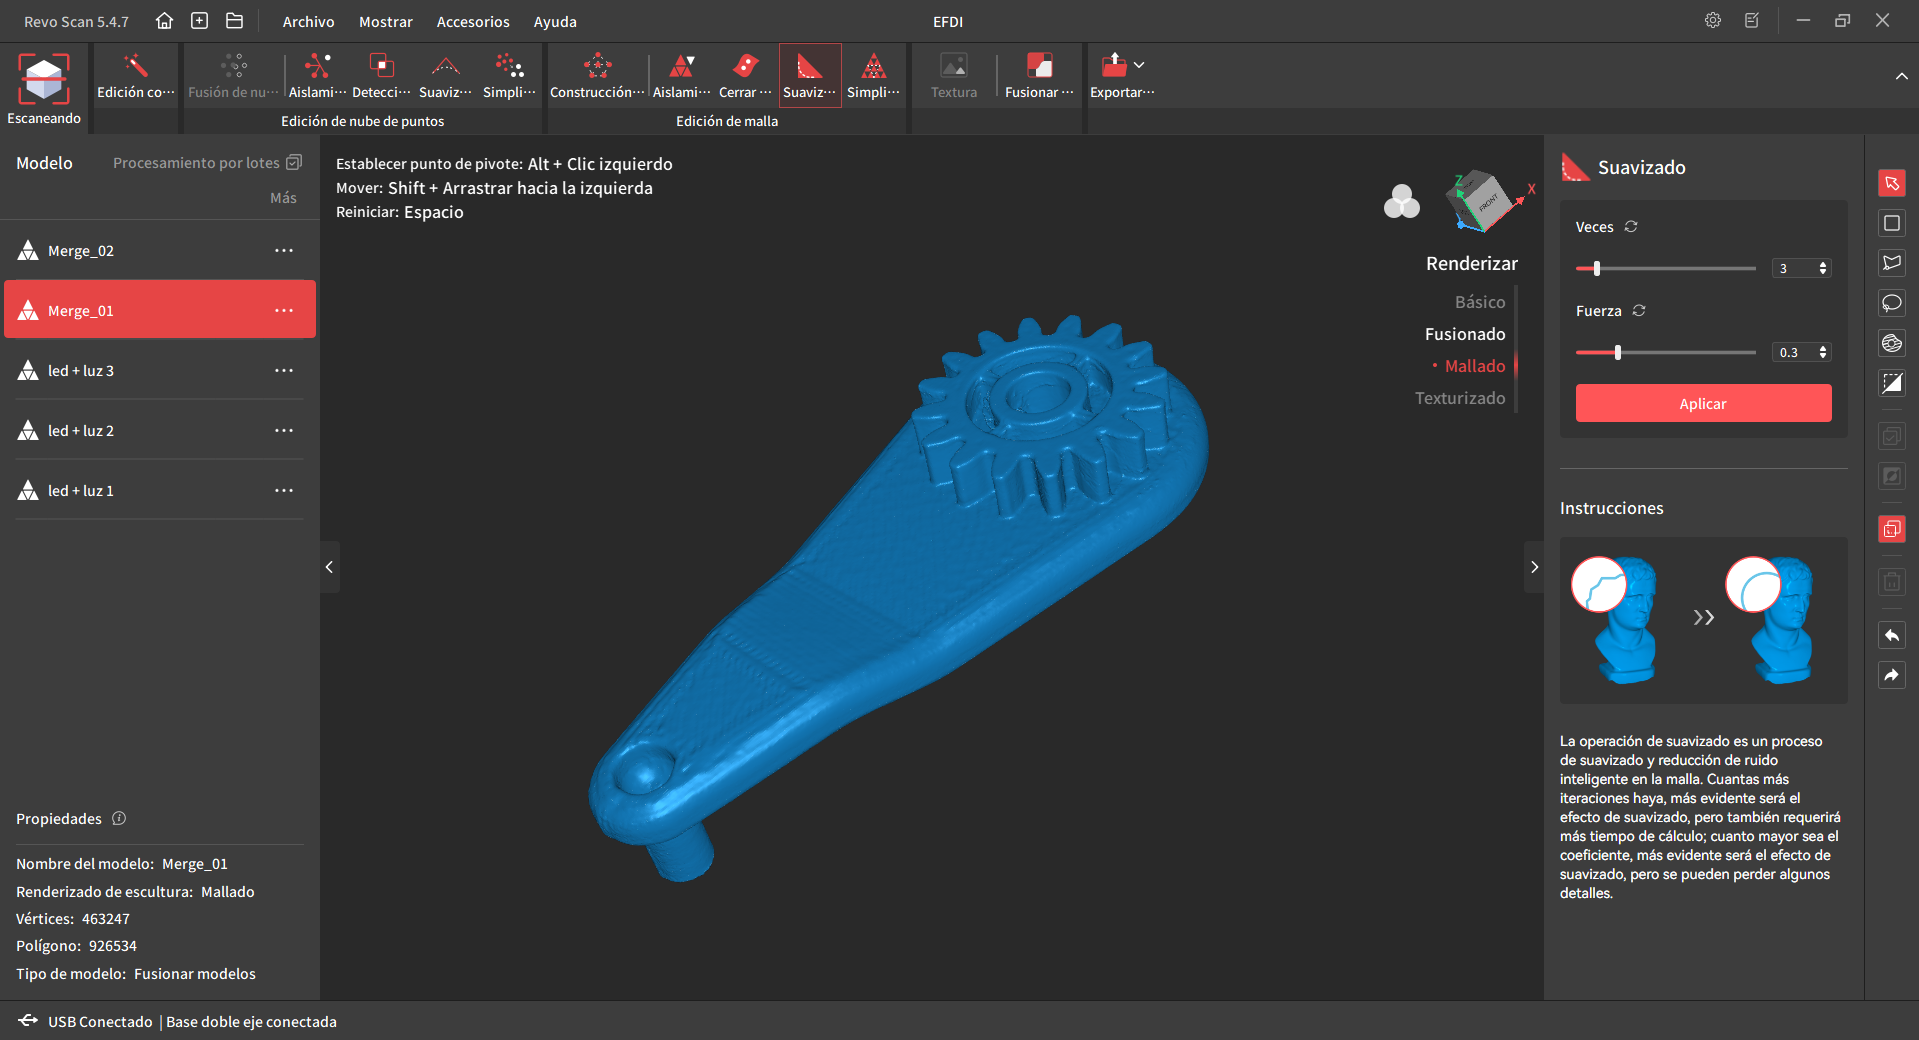 Revo Scan 5.4.7
Archivo
Mostrar
Accesorios
Ayuda
EFDI
Escaneando
Edición co···
Fusión de nu···
Aislami···
Detecci···
Suaviz···
Simpli···
Edición de nube de puntos
Construcción···
Aislami···
Cerrar ···
Suaviz···
Simpli···
Edición de malla
Textura
Fusionar ···
Exportar···
Modelo
Procesamiento por lotes
Más
Merge_02
Merge_01
led + luz 3
led + luz 2
led + luz 1
Propiedades
Nombre del modelo: Merge_01
Renderizado de escultura: Mallado
Vértices: 463247
Polígono: 926534
Tipo de modelo: Fusionar modelos
Establecer punto de pivote: Alt + Clic izquierdo
Mover: Shift + Arrastrar hacia la izquierda
Reiniciar: Espacio
Z
X
FRONT
Renderizar
Básico
Fusionado
• Mallado
Texturizado
Suavizado
Veces
3
Fuerza
0.3
Aplicar
Instrucciones
La operación de suavizado es un proceso
de suavizado y reducción de ruido
inteligente en la malla. Cuantas más
iteraciones haya, más evidente será el
efecto de suavizado, pero también requerirá
más tiempo de cálculo; cuanto mayor sea el
coeficiente, más evidente será el efecto de
suavizado, pero se pueden perder algunos
detalles.
USB Conectado | Base doble eje conectada